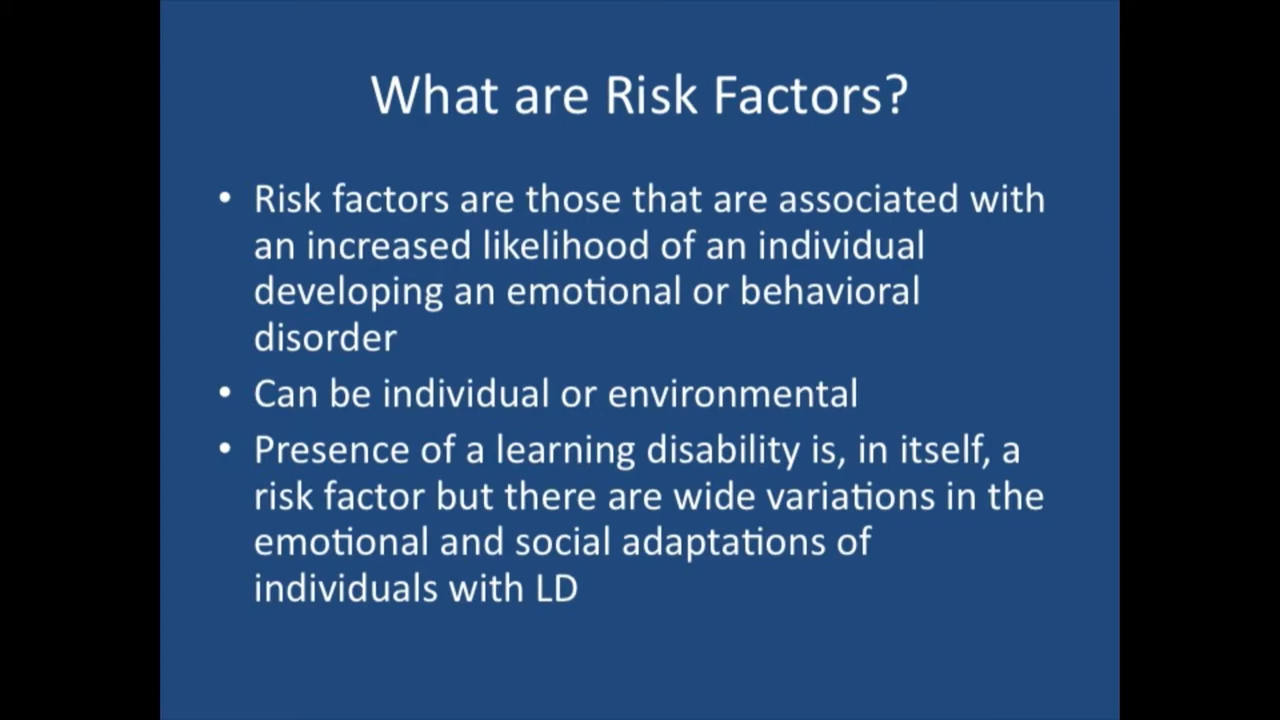 What are Risk Factors?
• Risk factors are those that are associated with
an increased likelihood of an individual
developing an emotional or behavioral
disorder
• Can be individual or environmental
• Presence of a learning disability is, in itself, a
risk factor but there are wide variations in the
emotional and social adaptations of
individuals with LD